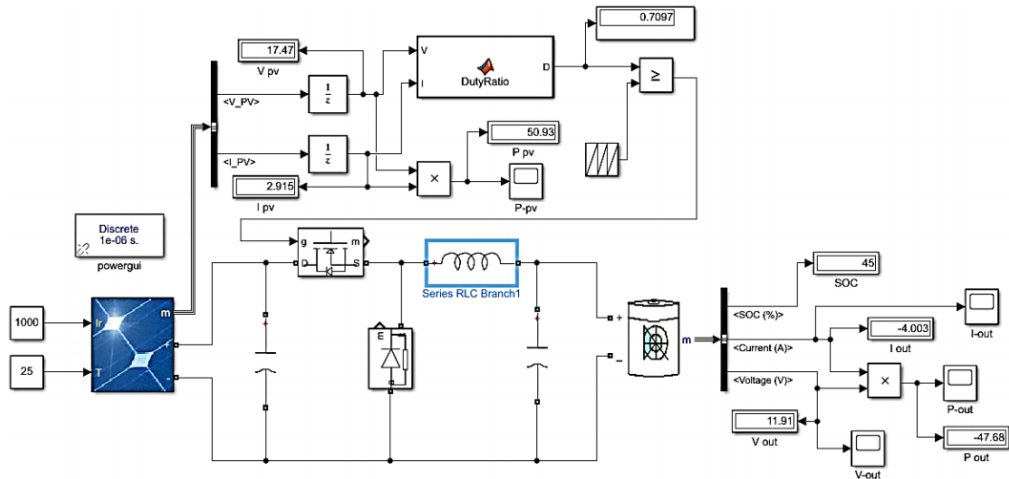 0.7097
17.47
V pv
V
I
D
DutyRatio
≥
<V_PV>
1
z
<I_PV>
1
z
×
50.93
P pv
P-pv
2.915
I pv
Discrete
1e-06 s.
powergui
g
m
D
S
Series RLC Branch1
1000
25
Ir
T
m
+
-
m
+
-
m
45
SOC
<SOC (%)>
<Current (A)>
<Voltage (V)>
I-out
-4.003
I out
×
P-out
-47.68
P out
11.91
V out
V-out